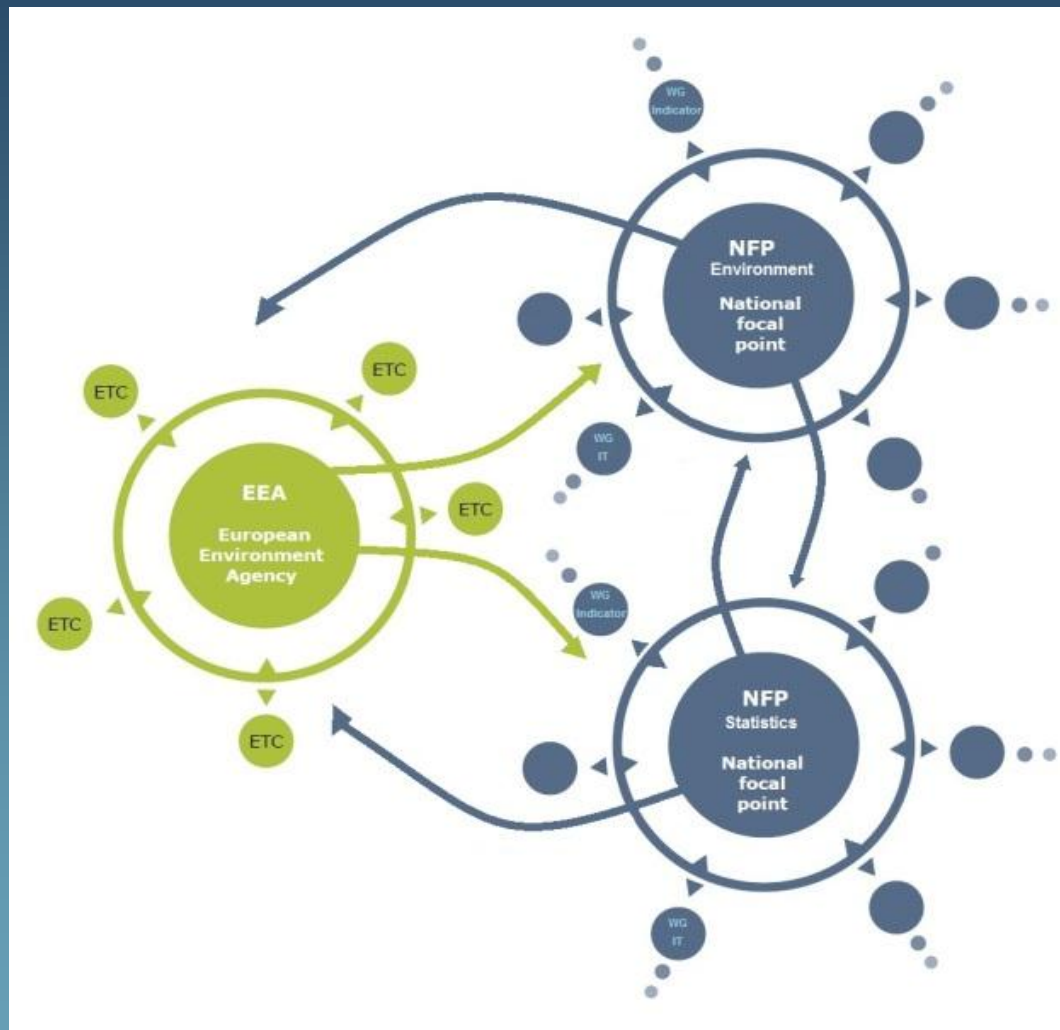 WG
Indicator
NFP
Environment
National
focal
point
WG
IT
ETC
ETC
ETC
ETC
ETC
EEA
European
Environment
Agency
WG
Indicator
NFP
Statistics
National
focal
point
WG
IT